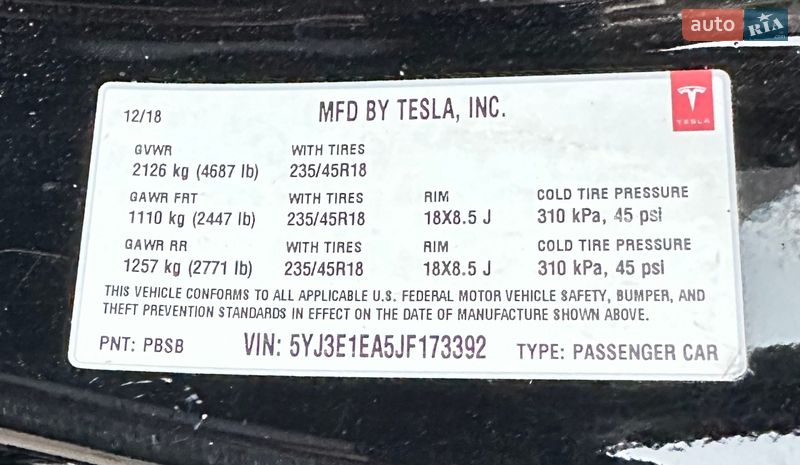 auto RIA.com
12/18 MFD BY TESLA, INC. TESLA
GVWR WITH TIRES
2126 kg (4687 lb) 235/45R18
GAWR FRT WITH TIRES RIM COLD TIRE PRESSURE
1110 kg (2447 lb) 235/45R18 18X8.5 J 310 kPa, 45 psi
GAWR RR WITH TIRES RIM COLD TIRE PRESSURE
1257 kg (2771 lb) 235/45R18 18X8.5 J 310 kPa, 45 psi
THIS VEHICLE CONFORMS TO ALL APPLICABLE U.S. FEDERAL MOTOR VEHICLE SAFETY, BUMPER, AND
THEFT PREVENTION STANDARDS IN EFFECT ON THE DATE OF MANUFACTURE SHOWN ABOVE.
PNT: PBSB VIN: 5YJ3E1EA5JF173392 TYPE: PASSENGER CAR